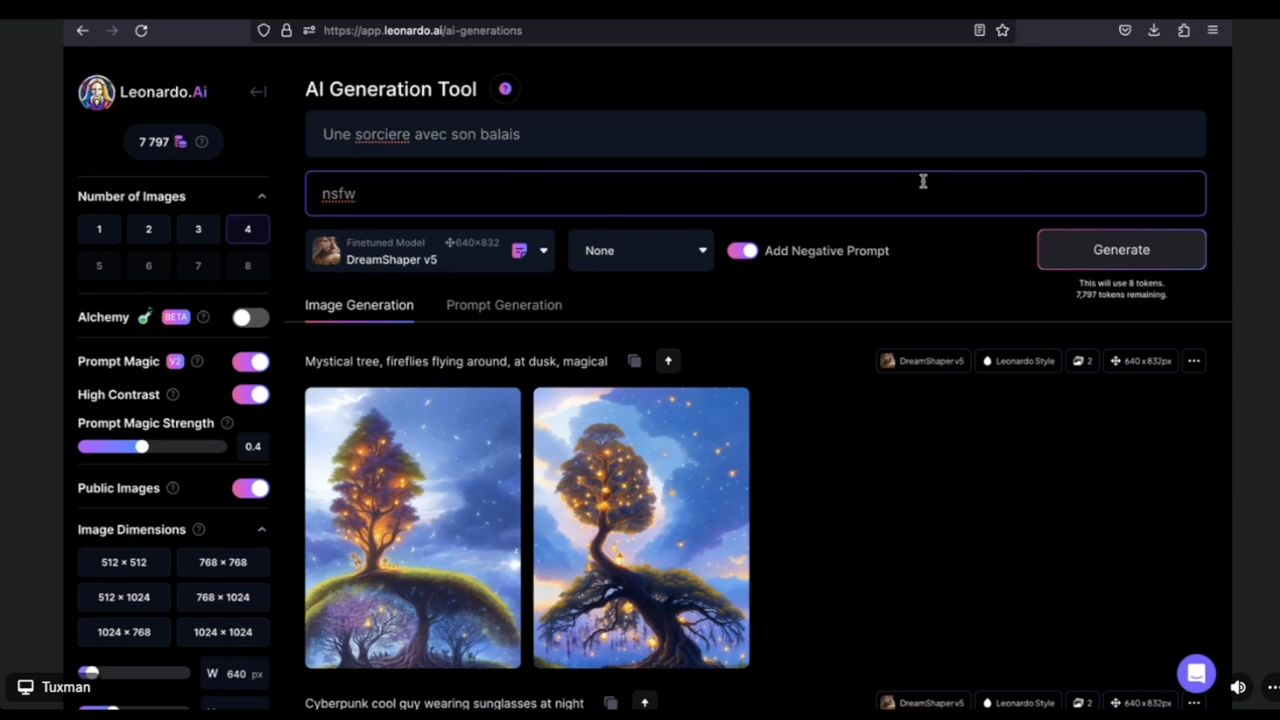 https://app.leonardo.ai/ai-generations
Leonardo.Ai
7 797
AI Generation Tool
Une sorciere avec son balais
nsfw
Number of Images
1 2 3 4
5 6 7 8
Finetuned Model 640×832
DreamShaper v5
None
Add Negative Prompt
Generate
This will use 8 tokens.
7,797 tokens remaining.
Image Generation Prompt Generation
Alchemy BETA
Prompt Magic V2
High Contrast
Prompt Magic Strength
0.4
Public Images
Image Dimensions
512 × 512 768 × 768
512 × 1024 768 × 1024
1024 × 768 1024 × 1024
W 640 px
Mystical tree, fireflies flying around, at dusk, magical
DreamShaper v5 Leonardo Style 2 640 x 832px
Cyberpunk cool guy wearing sunglasses at night
DreamShaper v5 Leonardo Style 2 640 x 832px
Tuxman